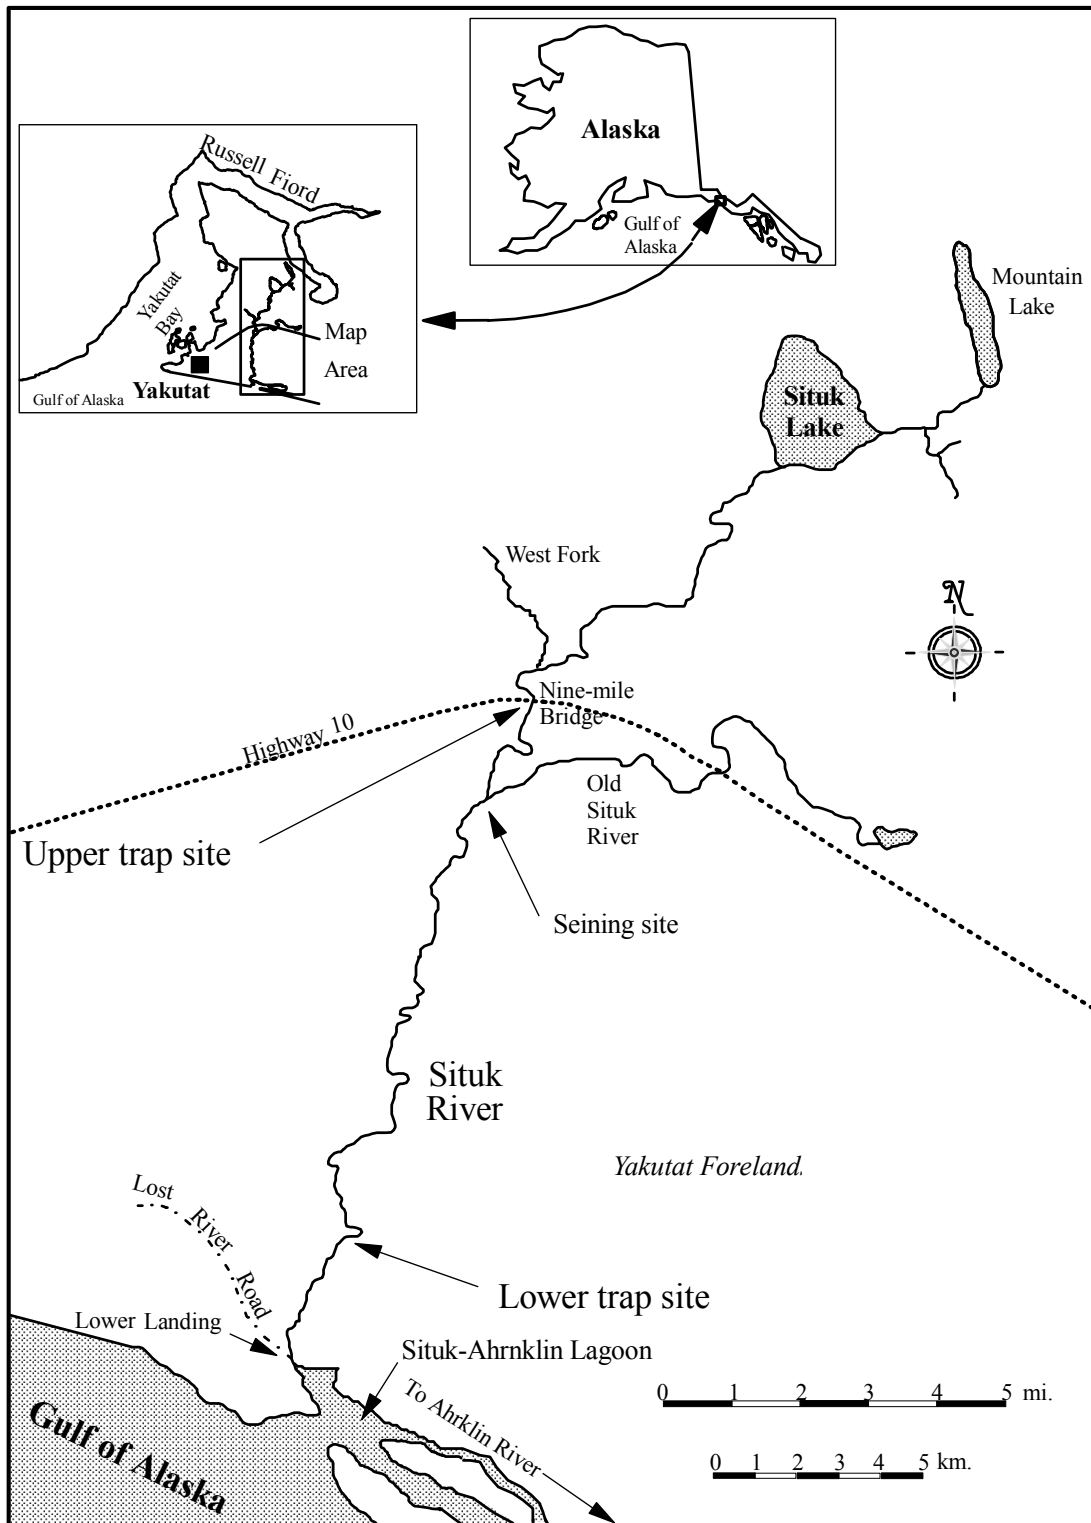 Alaska
Gulf of
Alaska
Russell Fiord
Yakutat
Bay
Map
Area
Yakutat
Gulf of Alaska
Mountain
Lake
Situk
Lake
West Fork
N
Nine-mile
Bridge
Highway 10
Old
Situk
River
Upper trap site
Seining site
Situk
River
Yakutat Foreland.
Lost
River
Road
Lower trap site
Lower Landing
Situk-Ahrnklin Lagoon
To Ahrklin River
0 1 2 3 4 5 mi.
0 1 2 3 4 5 km.
Gulf of Alaska